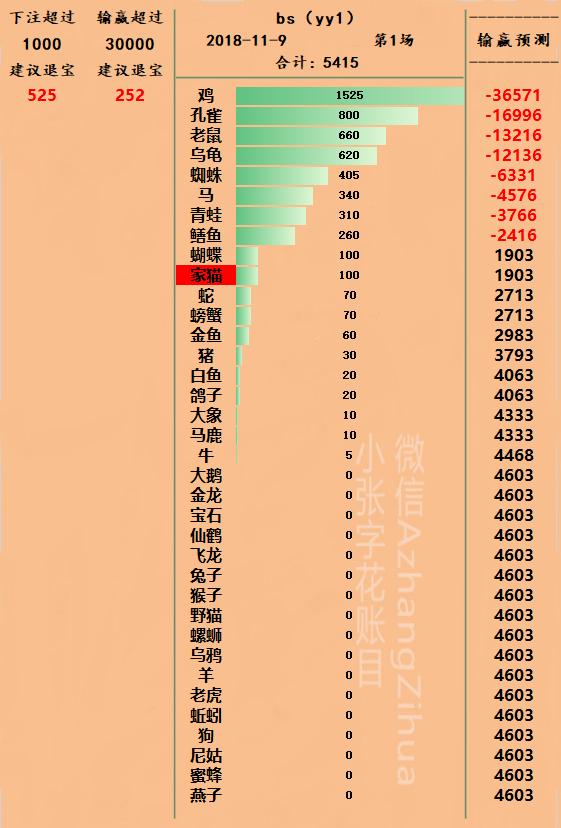 下注超过 输赢超过
1000 30000
建议退宝 建议退宝
525 252
bs（yy1）
2018-11-9 第1场
合计：5415
输赢预测
鸡 1525 -36571
孔雀 800 -16996
老鼠 660 -13216
乌龟 620 -12136
蜘蛛 405 -6331
马 340 -4576
青蛙 310 -3766
鳝鱼 260 -2416
蝴蝶 100 1903
家猫 100 1903
蛇 70 2713
螃蟹 70 2713
金鱼 60 2983
猪 30 3793
白鱼 20 4063
鸽子 20 4063
大象 10 4333
马鹿 10 4333
牛 5 4468
大鹅 0 4603
金龙 0 4603
宝石 0 4603
仙鹤 0 4603
飞龙 0 4603
兔子 0 4603
猴子 0 4603
野猫 0 4603
螺蛳 0 4603
乌鸦 0 4603
羊 0 4603
老虎 0 4603
蚯蚓 0 4603
狗 0 4603
尼姑 0 4603
蜜蜂 0 4603
燕子 0 4603
微信Azhangzihua
小张字花账目